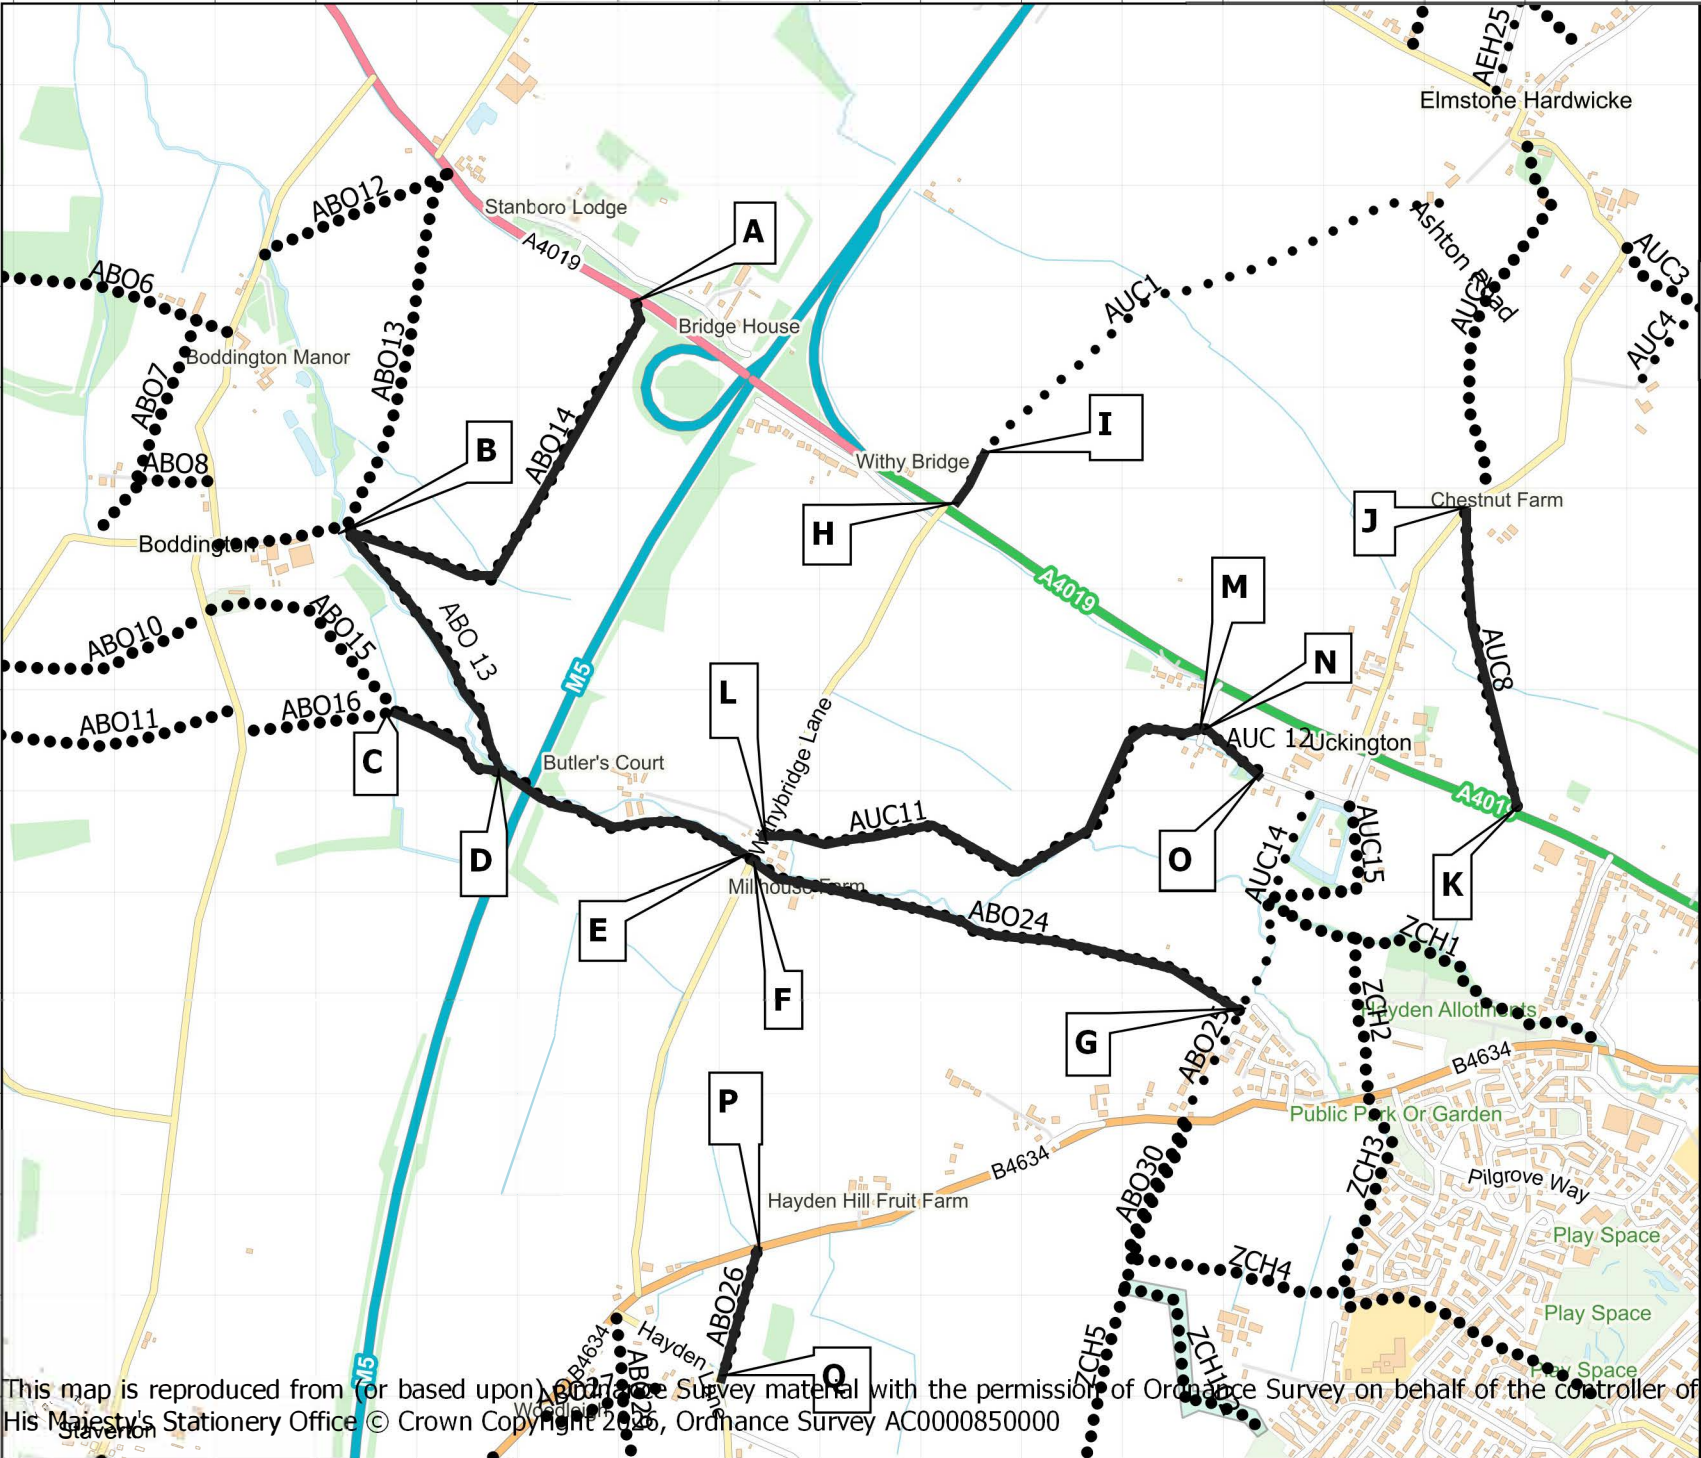 AEH25
Elmstone Hardwicke
ABO12
Stanboro Lodge
A4019
A
Ashton Road
AUC3
ABO6
AUC1
AUC4
Bridge House
Boddington Manor
ABO13
ABO7
ABO14
B
I
Withy Bridge
ABO8
H
J
Chestnut Farm
Boddington
A4019
M
ABO10
ABO15
ABO 13
N
AUC8
M5
L
ABO16
ABO11
C
Butler's Court
Withybridge Lane
AUC 12
Uckington
A401
AUC11
D
O
AUC14
AUC15
K
Millhouse Farm
E
ABO24
ZCH1
F
G
ABO25
ZCH2
Hayden Allotments
B4634
P
Public Park Or Garden
B4634
ABO30
ZCH3
Pilgrove Way
Hayden Hill Fruit Farm
Play Space
ZCH4
ABO26
Play Space
M5
B4634
Hayden Lane
ZCH5
Q
Play Space
This map is reproduced from (or based upon) Ordnance Survey material with the permission of Ordnance Survey on behalf of the controller of
His Majesty's Stationery Office © Crown Copyright 2026, Ordnance Survey AC0000850000
Staverton